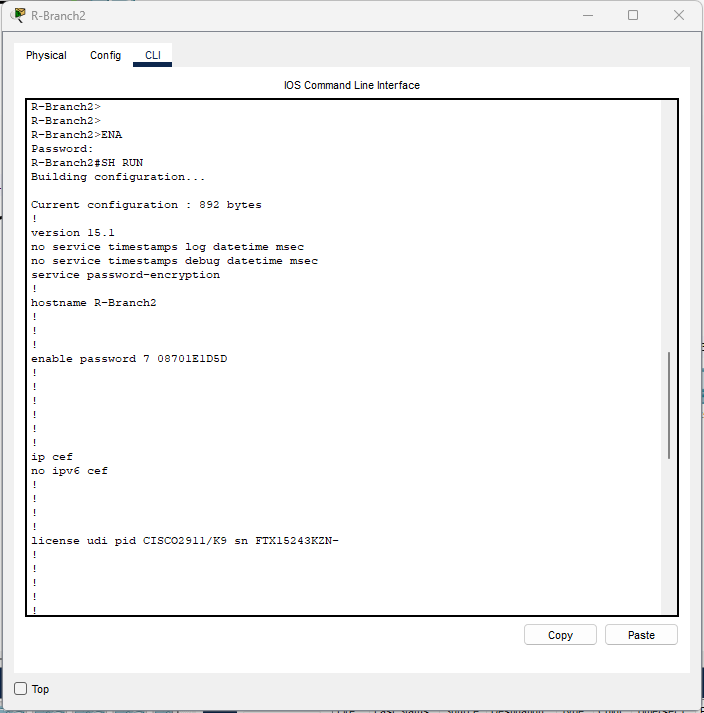 R-Branch2
Physical Config CLI
IOS Command Line Interface
R-Branch2>
R-Branch2>
R-Branch2>ENA
Password:
R-Branch2#SH RUN
Building configuration...
Current configuration : 892 bytes
!
version 15.1
no service timestamps log datetime msec
no service timestamps debug datetime msec
service password-encryption
!
hostname R-Branch2
!
!
!
enable password 7 08701E1D5D
!
!
!
!
!
!
ip cef
no ipv6 cef
!
!
!
!
license udi pid CISCO2911/K9 sn FTX15243KZN-
!
!
!
!
!
Copy Paste
Top